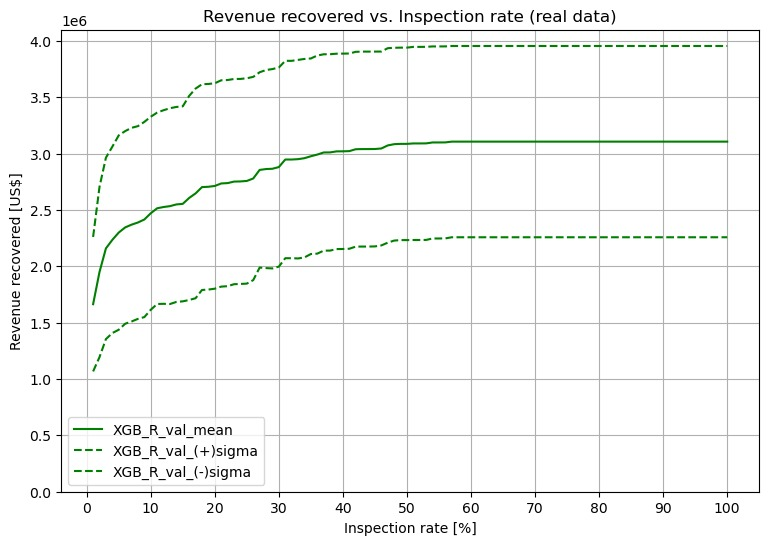 Revenue recovered vs. Inspection rate (real data)
1e6
4.0
3.5
3.0
2.5
2.0
1.5
1.0
0.5
0.0
Revenue recovered [US$]
XGB_R_val_mean
XGB_R_val_(+)sigma
XGB_R_val_(-)sigma
0 10 20 30 40 50 60 70 80 90 100
Inspection rate [%]